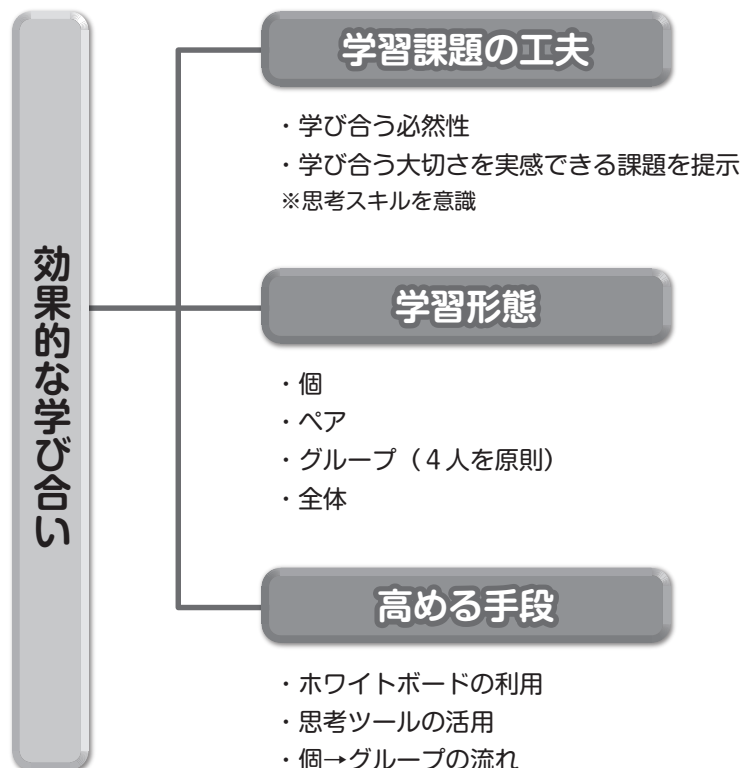 効果的な学び合い
学習課題の工夫
・学び合う必然性
・学び合う大切さを実感できる課題を提示
※思考スキルを意識
学習形態
・個
・ペア
・グループ（４人を原則）
・全体
高める手段
・ホワイトボードの利用
・思考ツールの活用
・個→グループの流れ